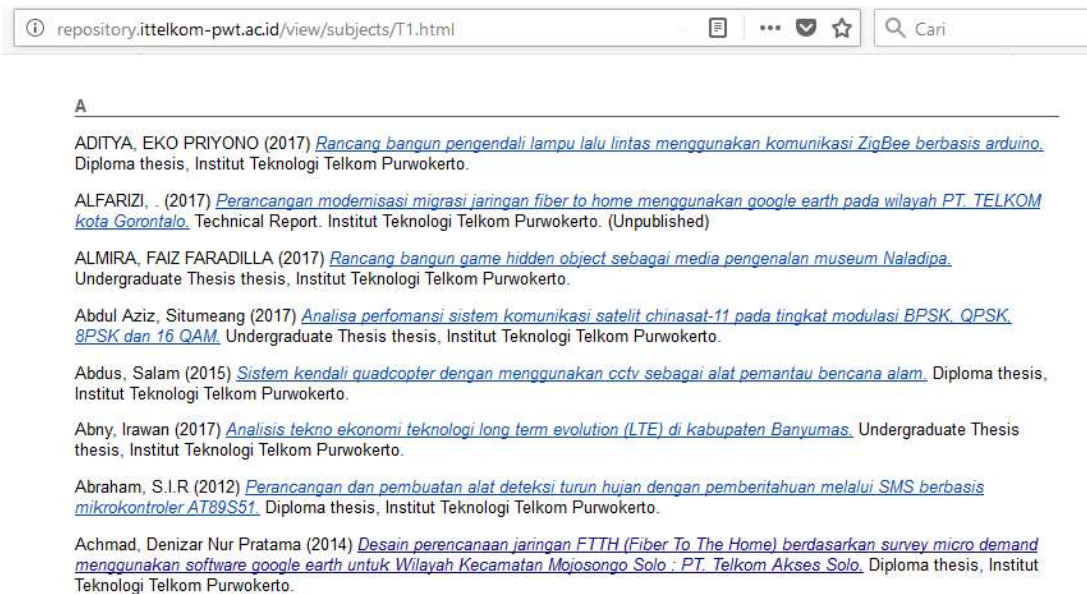 repository.ittelkom-pwt.ac.id/view/subjects/T1.html
Cari
A
ADITYA, EKO PRIYONO (2017) Rancang bangun pengendali lampu lalu lintas menggunakan komunikasi ZigBee berbasis arduino.
Diploma thesis, Institut Teknologi Telkom Purwokerto.
ALFARIZI, . (2017) Perancangan modernisasi migrasi jaringan fiber to home menggunakan google earth pada wilayah PT. TELKOM
kota Gorontalo. Technical Report. Institut Teknologi Telkom Purwokerto. (Unpublished)
ALMIRA, FAIZ FARADILLA (2017) Rancang bangun game hidden object sebagai media pengenalan museum Naladipa.
Undergraduate Thesis thesis, Institut Teknologi Telkom Purwokerto.
Abdul Aziz, Situmeang (2017) Analisa perfomansi sistem komunikasi satelit chinasat-11 pada tingkat modulasi BPSK, QPSK,
8PSK dan 16 QAM. Undergraduate Thesis thesis, Institut Teknologi Telkom Purwokerto.
Abdus, Salam (2015) Sistem kendali quadcopter dengan menggunakan cctv sebagai alat pemantau bencana alam. Diploma thesis,
Institut Teknologi Telkom Purwokerto.
Abny, Irawan (2017) Analisis tekno ekonomi teknologi long term evolution (LTE) di kabupaten Banyumas. Undergraduate Thesis
thesis, Institut Teknologi Telkom Purwokerto.
Abraham, S.I.R (2012) Perancangan dan pembuatan alat deteksi turun hujan dengan pemberitahuan melalui SMS berbasis
mikrokontroler AT89S51. Diploma thesis, Institut Teknologi Telkom Purwokerto.
Achmad, Denizar Nur Pratama (2014) Desain perencanaan jaringan FTTH (Fiber To The Home) berdasarkan survey micro demand
menggunakan software google earth untuk Wilayah Kecamatan Mojosongo Solo : PT. Telkom Akses Solo. Diploma thesis, Institut
Teknologi Telkom Purwokerto.